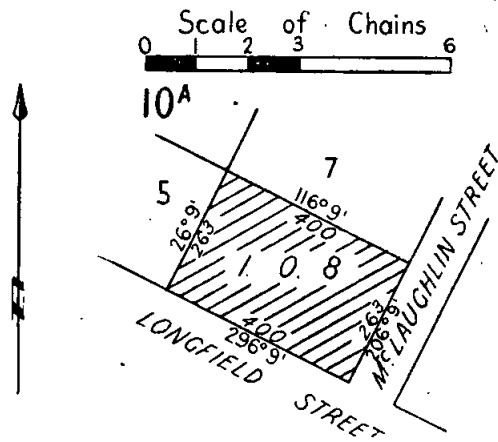 Scale of Chains
0 1 2 3 6
10A
7
5
116°9'
400
26°9'
263
1. 0. 8
263
206°9'
400
296°9'
LONGFIELD STREET
McLAUGHLIN STREET
N